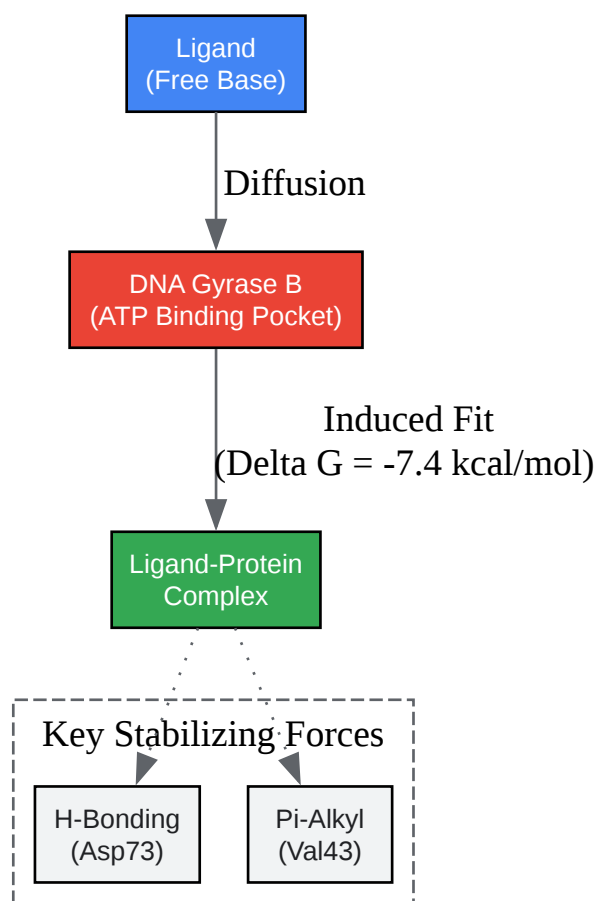 Ligand
(Free Base)
Diffusion
DNA Gyrase B
(ATP Binding Pocket)
Induced Fit
(Delta G = -7.4 kcal/mol)
Ligand-Protein
Complex
Key Stabilizing Forces
H-Bonding
(Asp73)
Pi-Alkyl
(Val43)